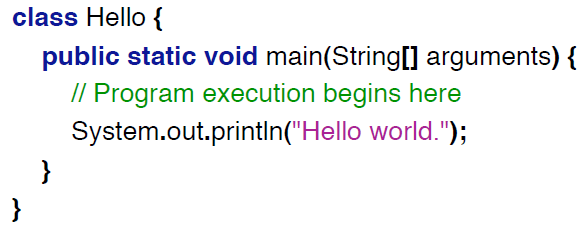 class Hello {
public static void main(String[] arguments) {
// Program execution begins here
System.out.println("Hello world.");
}
}